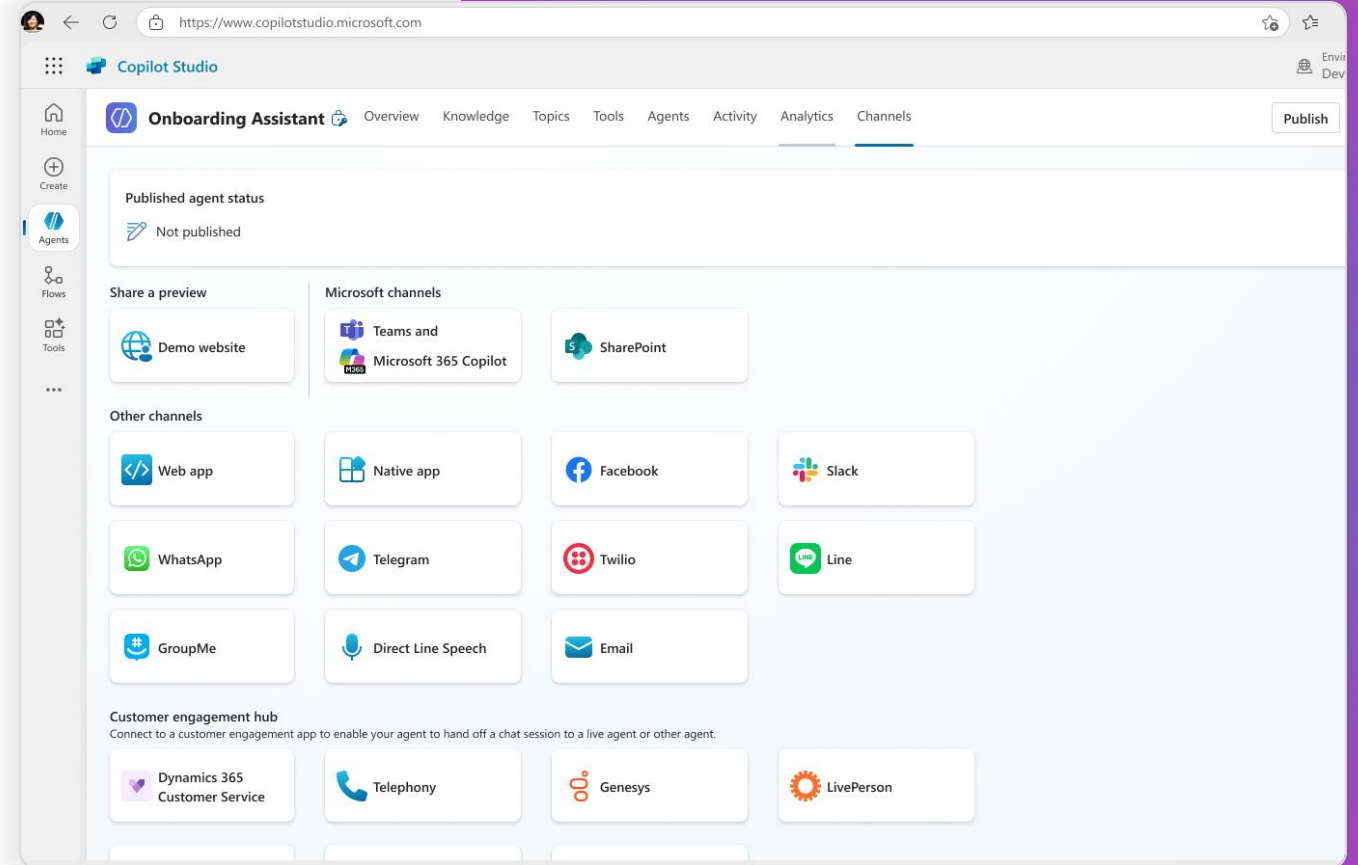 https://www.copilotstudio.microsoft.com
Copilot Studio
Envir
Dev
Home
Create
Agents
Flows
Tools
Onboarding Assistant
Overview
Knowledge
Topics
Tools
Agents
Activity
Analytics
Channels
Publish
Published agent status
Not published
Share a preview
Microsoft channels
Demo website
Teams and
M365
Microsoft 365 Copilot
S
SharePoint
Other channels
Web app
Native app
Facebook
Slack
WhatsApp
Telegram
Twilio
LINE
Line
GroupMe
Direct Line Speech
Email
Customer engagement hub
Connect to a customer engagement app to enable your agent to hand off a chat session to a live agent or other agent.
Dynamics 365
Customer Service
Telephony
Genesys
LivePerson